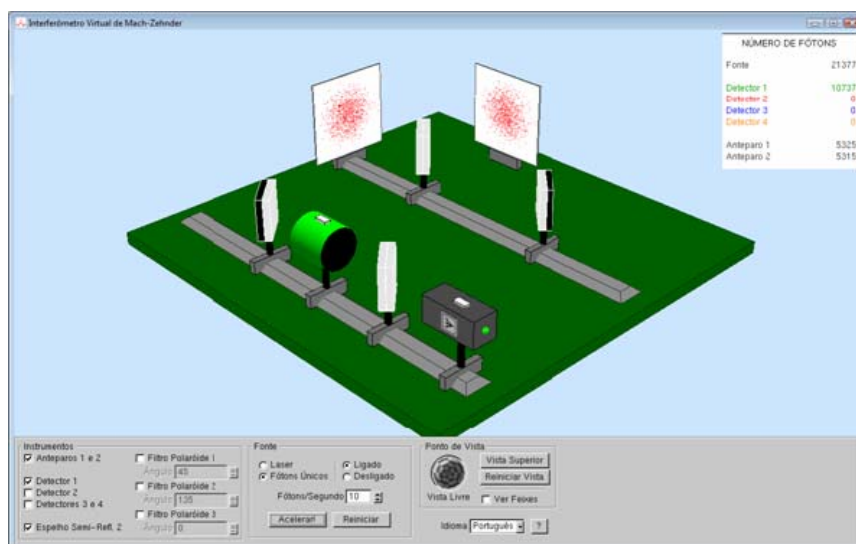 Interferômetro Virtual de Mach-Zehnder
NÚMERO DE FÓTONS
Fonte 21377
Detector 1 10737
Detector 2 0
Detector 3 0
Detector 4 0
Anteparo 1 5325
Anteparo 2 5315
Instrumentos
Anteparos 1 e 2
Detector 1
Detector 2
Detectores 3 e 4
Espelho Semi-Refl. 2
Filtro Polaróide 1
Ângulo 45
Filtro Polaróide 2
Ângulo 135
Filtro Polaróide 3
Ângulo 0
Fonte
Laser
Fótons Únicos
Ligado
Desligado
Fótons/Segundo 10
Acelerar!
Reiniciar
Ponto de Vista
Vista Livre
Vista Superior
Reiniciar Vista
Ver Feixes
Idioma Português ?